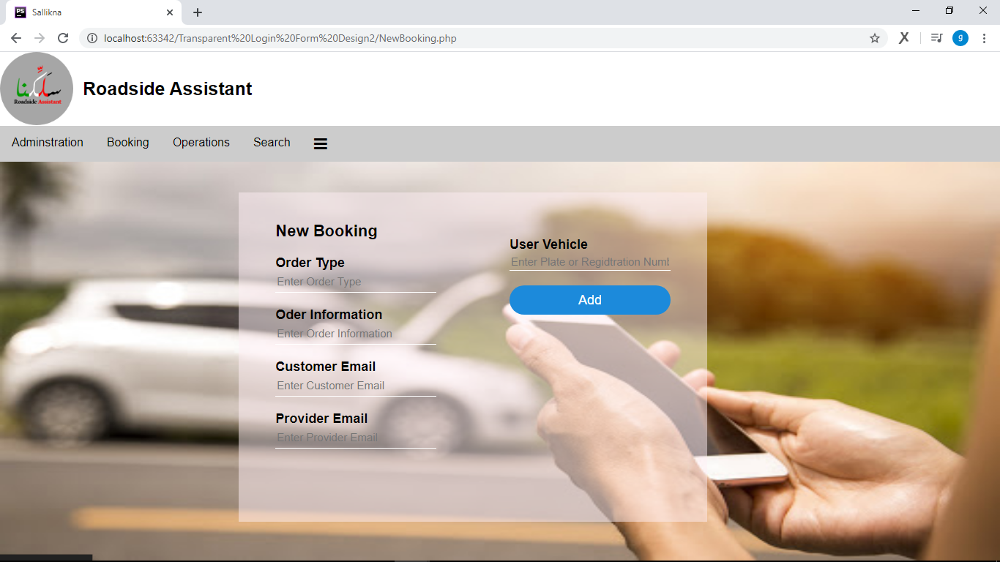 PS
Sallikna
localhost:63342/Transparent%20Login%20Form%20Design2/NewBooking.php
g
سلكنا
Roadside Assistant
Roadside Assistant
Adminstration Booking Operations Search
New Booking
Order Type
Enter Order Type
Oder Information
Enter Order Information
Customer Email
Enter Customer Email
Provider Email
Enter Provider Email
User Vehicle
Enter Plate or Regidtration Numb
Add